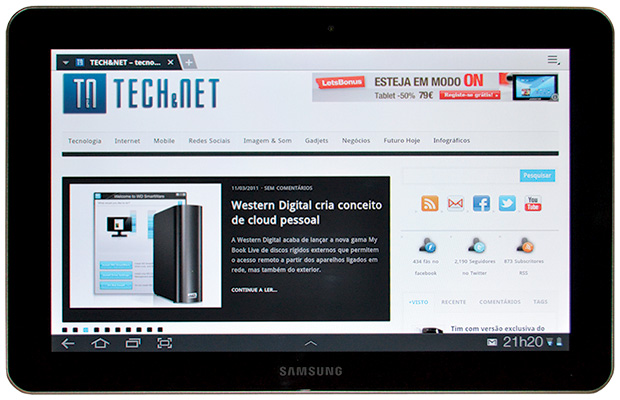 TECH&NET – tecno...
LetsBonus
ESTEJA EM MODO ON
Tablet -50% 79€
Registe-se grátis!
TN TECH&NET
Tecnologia Internet Mobile Redes Sociais Imagem & Som Gadjets Negócios Futuro Hoje Infográficos
Pesquisar
11/03/2011 - SEM COMENTÁRIOS
Western Digital cria conceito
de cloud pessoal
A Western Digital acaba de lançar a nova gama My
Book Live de discos rígidos externos que permitem
o acesso remoto a partir dos aparelhos ligados em
rede, mas também do exterior.
CONTINUE A LER...
Welcome to WD SmartWare
WD
You
Tube
434 fãs no
facebook
2,190 Seguidores
no Twitter
873 Subscritores
RSS
+VISTO RECENTE COMENTÁRIOS TAGS
Tim com versão exclusiva do
21h20
SAMSUNG